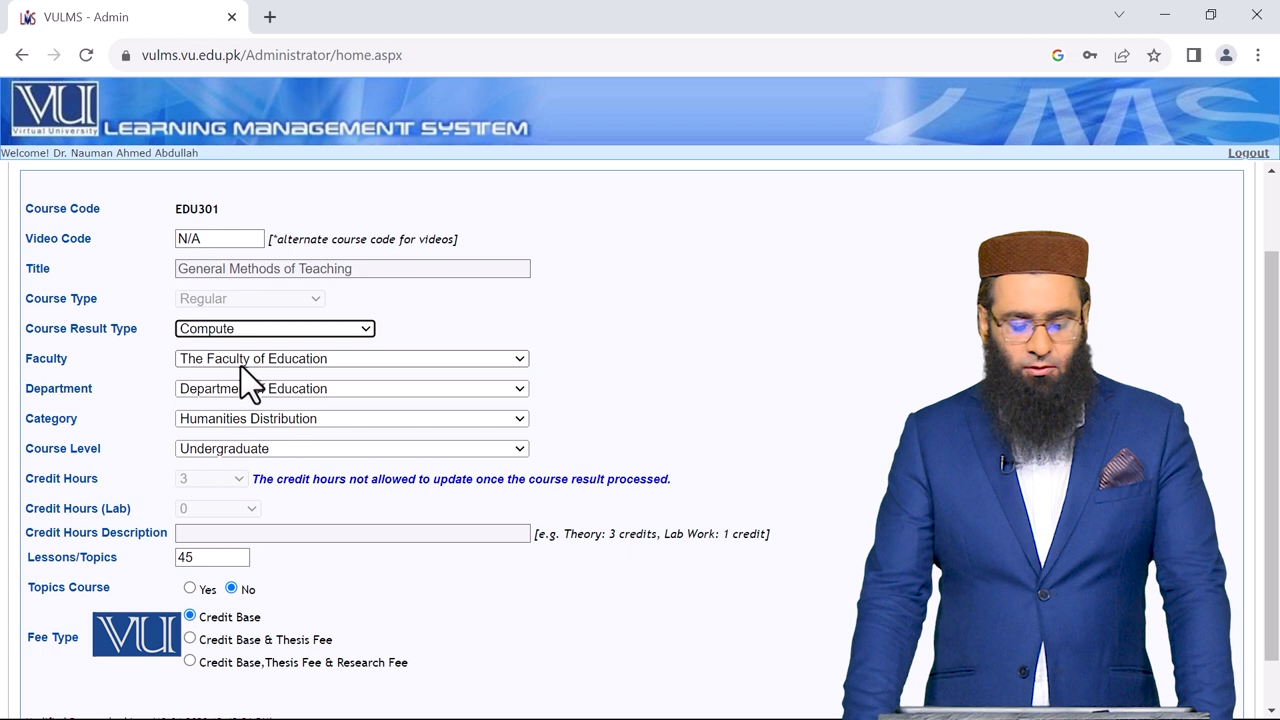 VULMS - Admin
vulms.vu.edu.pk/Administrator/home.aspx
VU
Virtual University
LEARNING MANAGEMENT SYSTEM
LMS
Welcome! Dr. Nauman Ahmed Abdullah
Logout
Course Code EDU301
Video Code N/A [*alternate course code for videos]
Title General Methods of Teaching
Course Type Regular
Course Result Type Compute
Faculty The Faculty of Education
Department Education
Category Humanities Distribution
Course Level Undergraduate
Credit Hours 3 The credit hours not allowed to update once the course result processed.
Credit Hours (Lab) 0
Credit Hours Description [e.g. Theory: 3 credits, Lab Work: 1 credit]
Lessons/Topics 45
Topics Course Yes No
Fee Type VU Credit Base
Credit Base & Thesis Fee
Credit Base,Thesis Fee & Research Fee